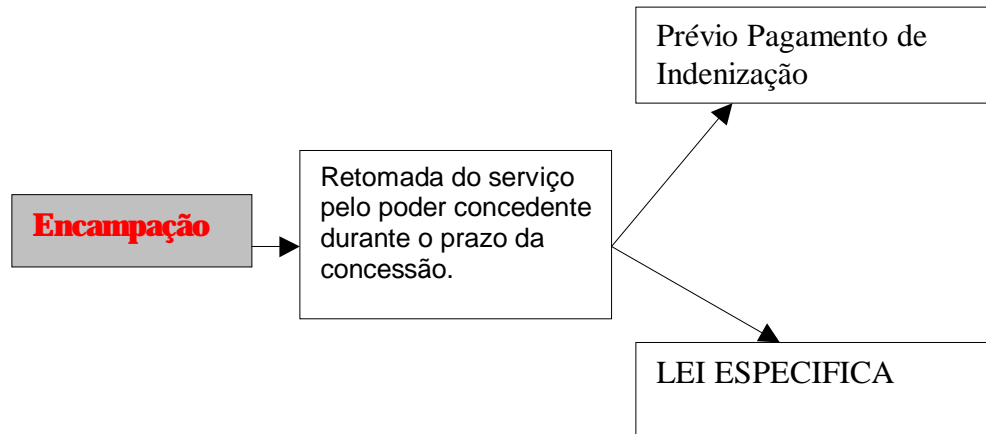 Encampação
Retomada do serviço
pelo poder concedente
durante o prazo da
concessão.
Prévio Pagamento de
Indenização
LEI ESPECIFICA